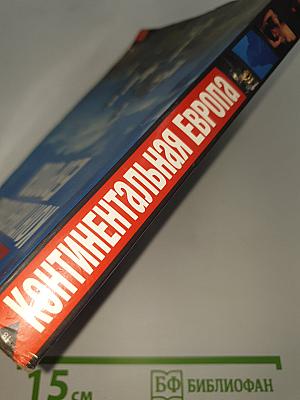 КОНТИНЕНТАЛЬНАЯ ЕВРОПА
15 см
БФ БИБЛИОФАН